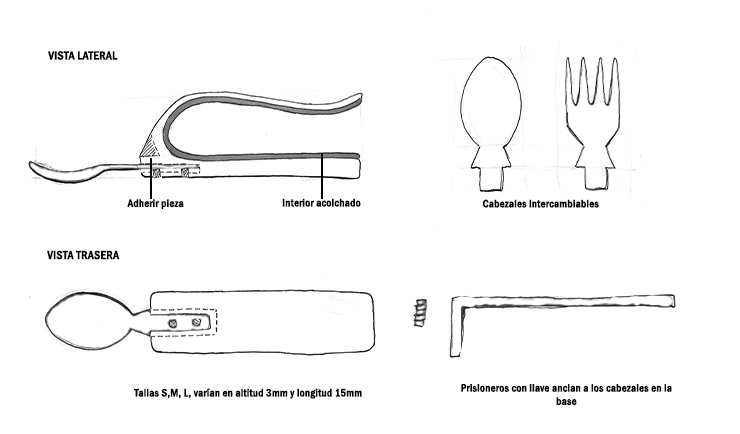 VISTA LATERAL
Adherir pieza
Interior acolchado
Cabezales Intercambiables
VISTA TRASERA
Tallas S,M, L, varían en altitud 3mm y longitud 15mm
Prisioneros con llave anclan a los cabezales en la
base